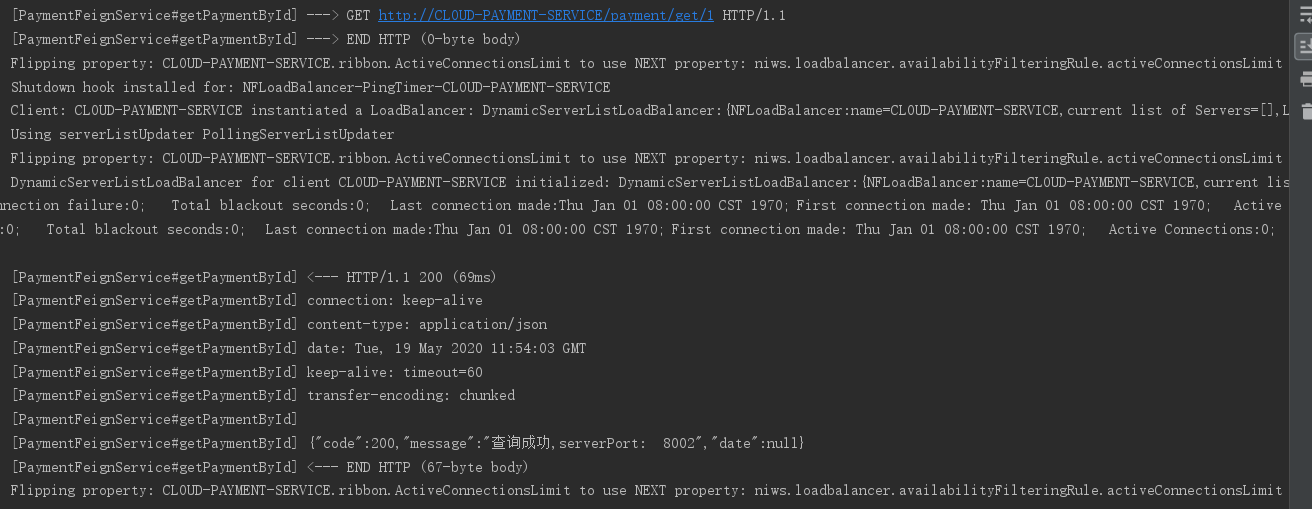 [PaymentFeignService#getPaymentById] ---> GET http://CLOUD-PAYMENT-SERVICE/payment/get/1 HTTP/1.1
[PaymentFeignService#getPaymentById] ---> END HTTP (0-byte body)
Flipping property: CLOUD-PAYMENT-SERVICE.ribbon.ActiveConnectionsLimit to use NEXT property: niws.loadbalancer.availabilityFilteringRule.activeConnectionsLimit
Shutdown hook installed for: NFLoadBalancer-PingTimer-CLOUD-PAYMENT-SERVICE
Client: CLOUD-PAYMENT-SERVICE instantiated a LoadBalancer: DynamicServerListLoadBalancer:{NFLoadBalancer:name=CLOUD-PAYMENT-SERVICE,current list of Servers=[],L
Using serverListUpdater PollingServerListUpdater
Flipping property: CLOUD-PAYMENT-SERVICE.ribbon.ActiveConnectionsLimit to use NEXT property: niws.loadbalancer.availabilityFilteringRule.activeConnectionsLimit
DynamicServerListLoadBalancer for client CLOUD-PAYMENT-SERVICE initialized: DynamicServerListLoadBalancer:{NFLoadBalancer:name=CLOUD-PAYMENT-SERVICE,current lis
nnection failure:0;   Total blackout seconds:0;  Last connection made:Thu Jan 01 08:00:00 CST 1970; First connection made: Thu Jan 01 08:00:00 CST 1970;   Active
:0;   Total blackout seconds:0;  Last connection made:Thu Jan 01 08:00:00 CST 1970; First connection made: Thu Jan 01 08:00:00 CST 1970;   Active Connections:0;
[PaymentFeignService#getPaymentById] <--- HTTP/1.1 200 (69ms)
[PaymentFeignService#getPaymentById] connection: keep-alive
[PaymentFeignService#getPaymentById] content-type: application/json
[PaymentFeignService#getPaymentById] date: Tue, 19 May 2020 11:54:03 GMT
[PaymentFeignService#getPaymentById] keep-alive: timeout=60
[PaymentFeignService#getPaymentById] transfer-encoding: chunked
[PaymentFeignService#getPaymentById]
[PaymentFeignService#getPaymentById] {"code":200,"message":"查询成功,serverPort:  8002","date":null}
[PaymentFeignService#getPaymentById] <--- END HTTP (67-byte body)
Flipping property: CLOUD-PAYMENT-SERVICE.ribbon.ActiveConnectionsLimit to use NEXT property: niws.loadbalancer.availabilityFilteringRule.activeConnectionsLimit